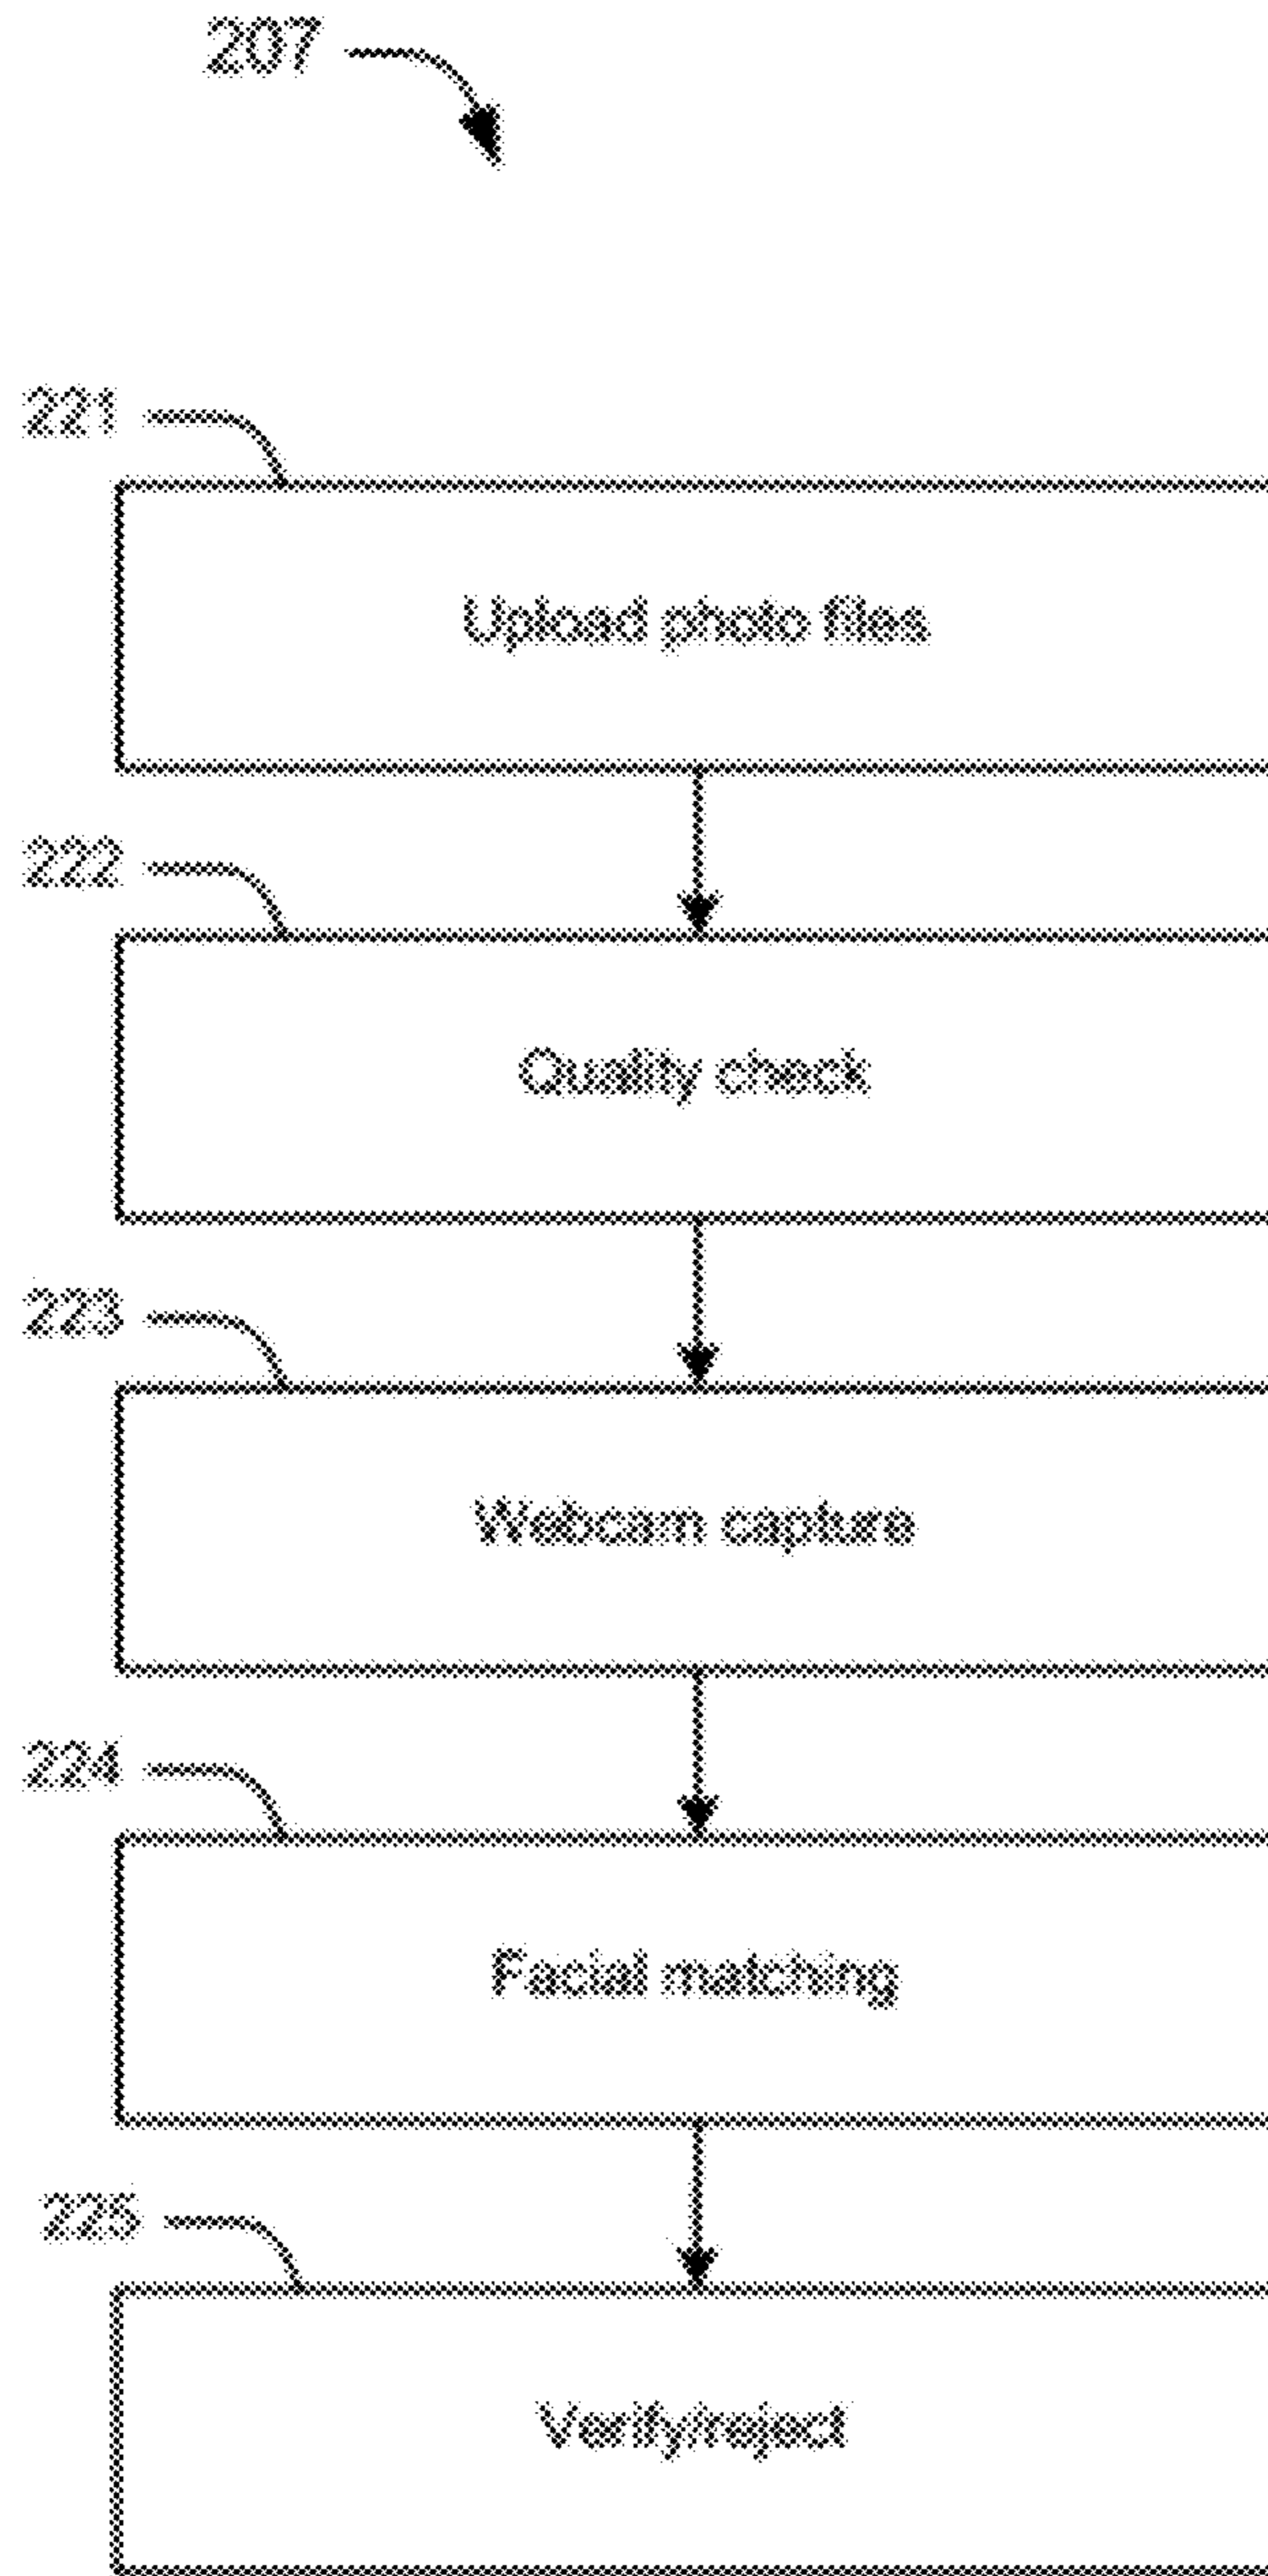 207
221
Upload photo files
222
Quality check
223
Webcam capture
224
Facial matching
225
Verify/reject